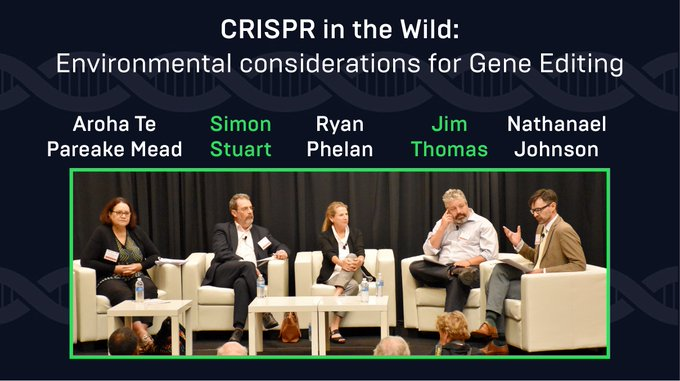 CRISPR in the Wild:
Environmental considerations for Gene Editing
Aroha Te
Pareake Mead
Simon
Stuart
Ryan
Phelan
Jim
Thomas
Nathanael
Johnson